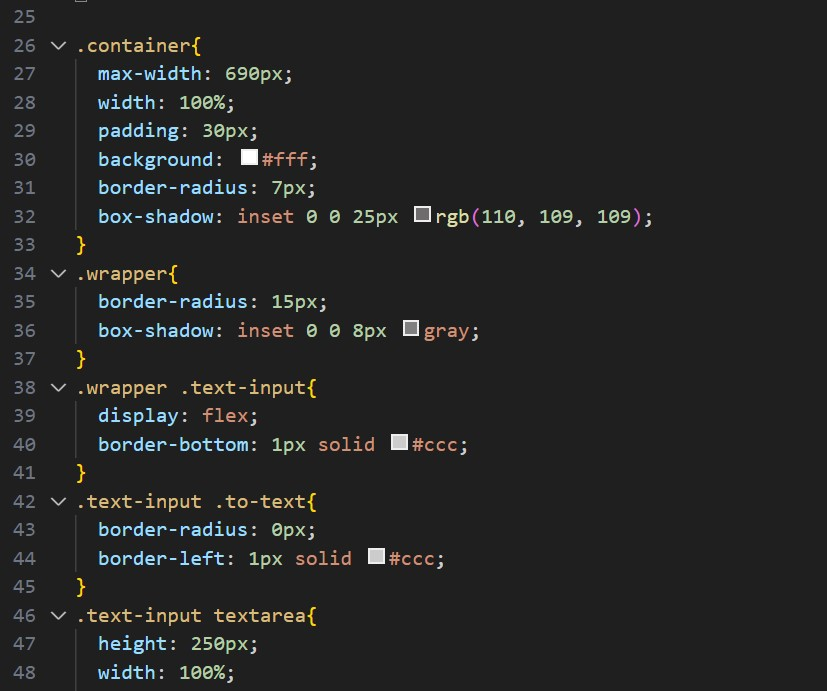 25
26 .container{
27 max-width: 690px;
28 width: 100%;
29 padding: 30px;
30 background: #fff;
31 border-radius: 7px;
32 box-shadow: inset 0 0 25px rgb(110, 109, 109);
33 }
34 .wrapper{
35 border-radius: 15px;
36 box-shadow: inset 0 0 8px gray;
37 }
38 .wrapper .text-input{
39 display: flex;
40 border-bottom: 1px solid #ccc;
41 }
42 .text-input .to-text{
43 border-radius: 0px;
44 border-left: 1px solid #ccc;
45 }
46 .text-input textarea{
47 height: 250px;
48 width: 100%;